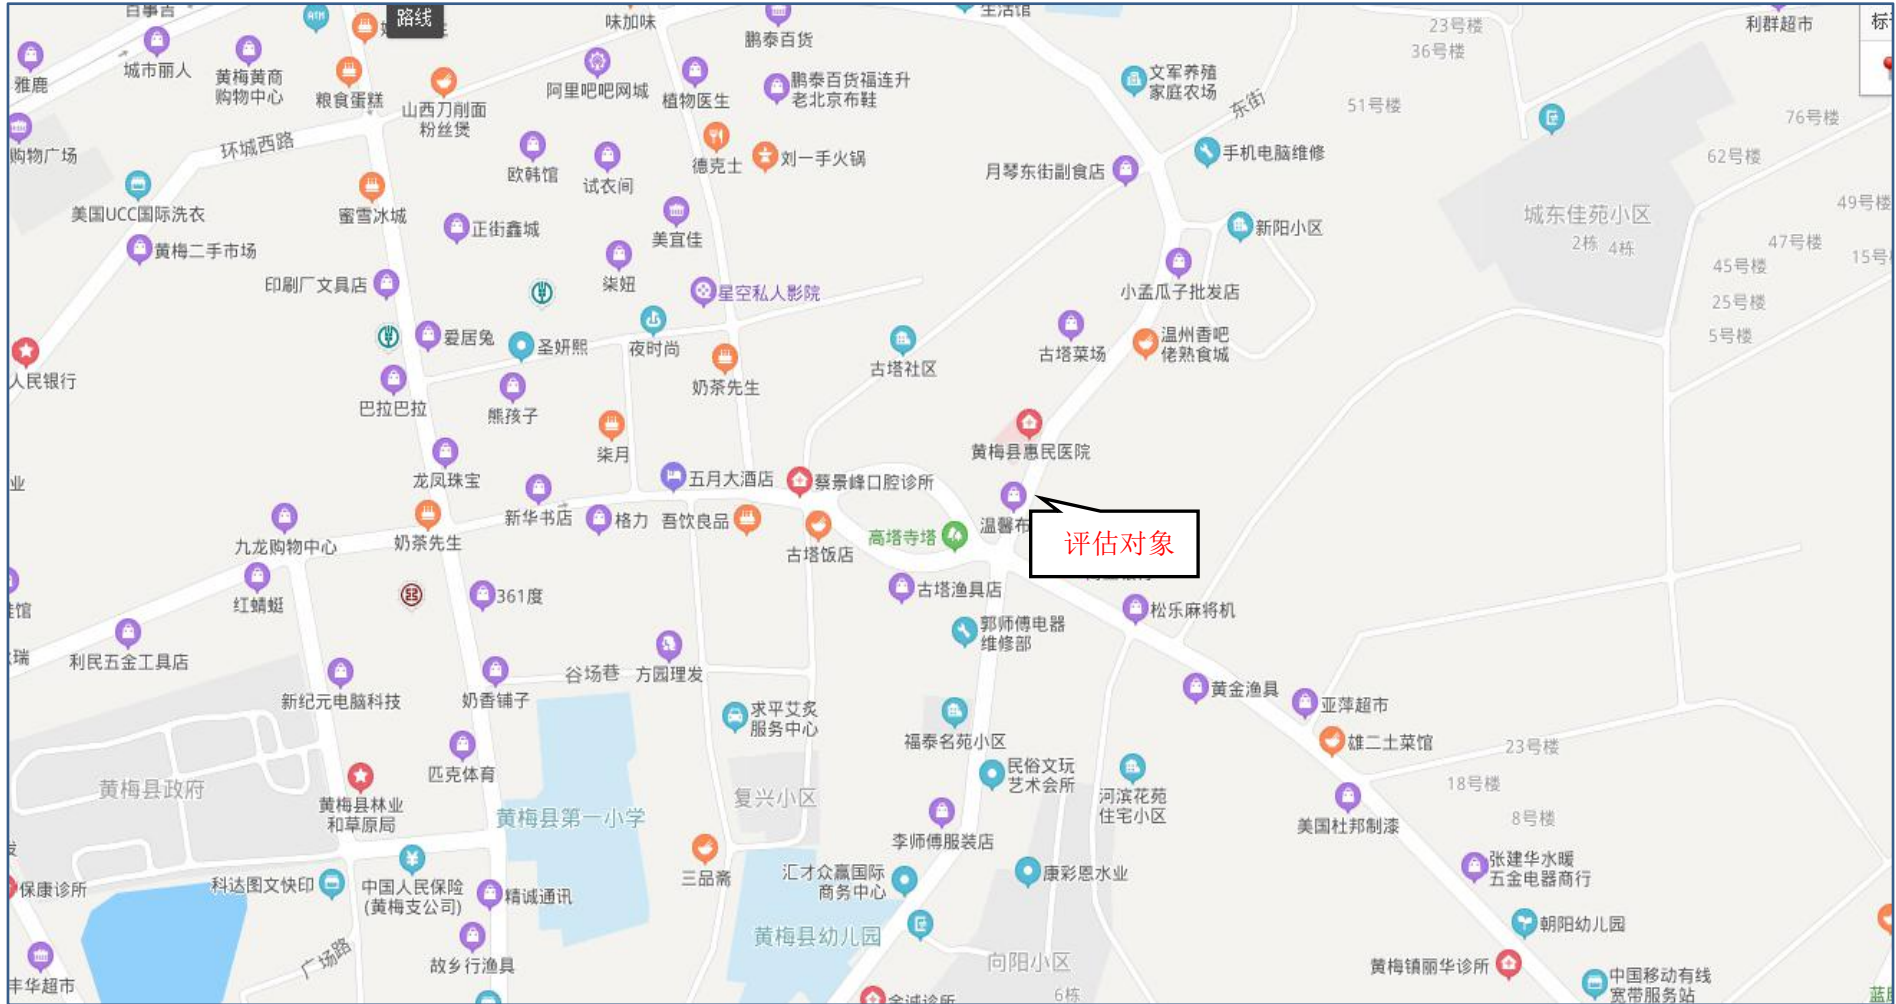 百事吉
路线
味加味
鹏泰百货
生活馆
23号楼
36号楼
利群超市
雅鹿
城市丽人
黄梅黄商
购物中心
粮食蛋糕
山西刀削面
粉丝煲
阿里吧吧网城
植物医生
鹏泰百货福连升
老北京布鞋
文军养殖
家庭农场
东街
51号楼
76号楼
购物广场
环城西路
欧韩馆
试衣间
德克士
刘一手火锅
月琴东街副食店
手机电脑维修
62号楼
美国UCC国际洗衣
蜜雪冰城
正街鑫城
美宜佳
新阳小区
城东佳苑小区
2栋
4栋
49号楼
47号楼
45号楼
25号楼
5号楼
黄梅二手市场
印刷厂文具店
柒妞
星空私人影院
小孟瓜子批发店
爱居兔
圣妍熙
夜时尚
奶茶先生
古塔社区
古塔菜场
温州香吧
佬熟食城
人民银行
巴拉巴拉
熊孩子
柒月
黄梅县惠民医院
龙凤珠宝
新华书店
五月大酒店
蔡景峰口腔诊所
格力
吾饮良品
古塔饭店
高塔寺塔
温馨布
评估对象
九龙购物中心
奶茶先生
红蜻蜓
361度
古塔渔具店
松乐麻将机
郭师傅电器
维修部
利民五金工具店
新纪元电脑科技
奶香铺子
谷场巷
方园理发
黄金渔具
亚萍超市
雄二土菜馆
23号楼
18号楼
8号楼
求平艾炙
服务中心
福泰名苑小区
民俗文玩
艺术会所
河滨花苑
住宅小区
美国杜邦制漆
匹克体育
黄梅县政府
黄梅县林业
和草原局
黄梅县第一小学
复兴小区
李师傅服装店
张建华水暖
五金电器商行
保康诊所
科达图文快印
中国人民保险
(黄梅支公司)
精诚通讯
三品斋
汇才众赢国际
商务中心
康彩恩水业
朝阳幼儿园
黄梅县幼儿园
广场路
故乡行渔具
向阳小区
6栋
黄梅镇丽华诊所
中国移动有线
宽带服务站
丰华超市
金诚诊所